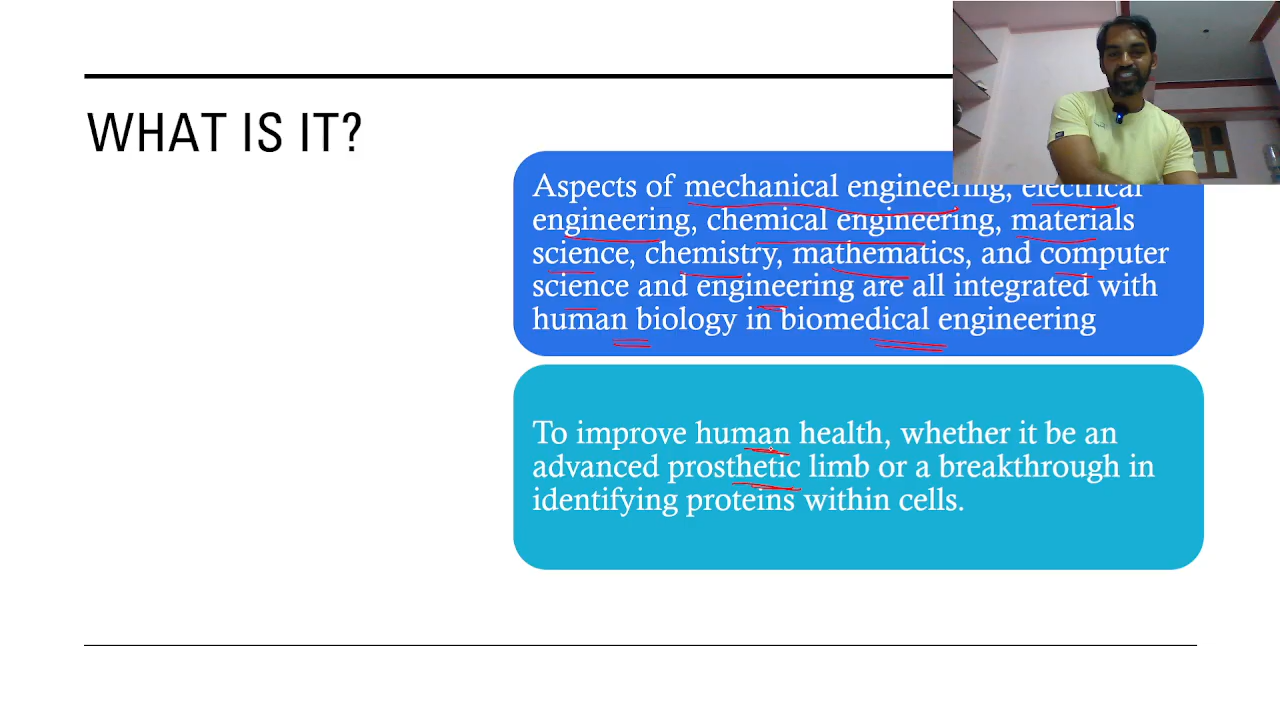 WHAT IS IT?
Aspects of mechanical engineering, electrical
engineering, chemical engineering, materials
science, chemistry, mathematics, and computer
science and engineering are all integrated with
human biology in biomedical engineering
To improve human health, whether it be an
advanced prosthetic limb or a breakthrough in
identifying proteins within cells.